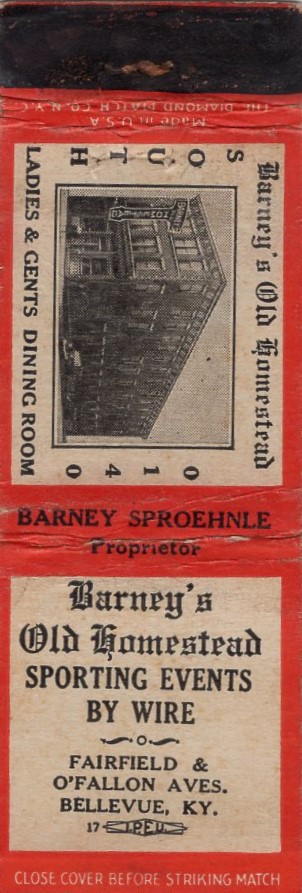 Made in U.S.A.
THE DIAMOND MATCH CO. N.Y.C.
Barney's Old Homestead
SOUTH
0140
LADIES & GENTS DINING ROOM
BARNEY SPROEHNLE
Proprietor
Barney's
Old Homestead
SPORTING EVENTS
BY WIRE
FAIRFIELD &
O'FALLON AVES.
BELLEVUE, KY.
17 I.P.E.U.
CLOSE COVER BEFORE STRIKING MATCH